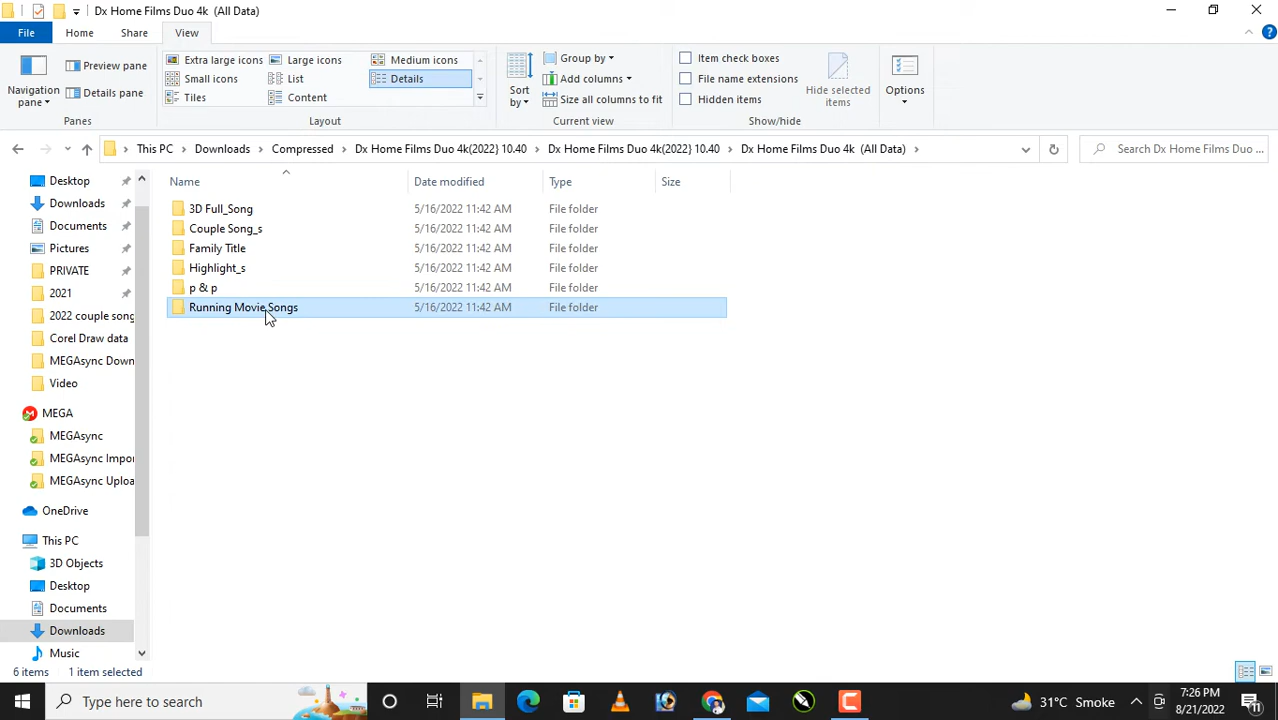 Dx Home Films Duo 4k (All Data)
File Home Share View
Navigation pane
Preview pane
Details pane
Panes
Extra large icons Large icons Medium icons
Small icons List Details
Tiles Content
Layout
Sort by
Group by
Add columns
Size all columns to fit
Current view
Item check boxes
File name extensions
Hidden items
Hide selected items
Show/hide
Options
This PC Downloads Compressed Dx Home Films Duo 4k(2022} 10.40 Dx Home Films Duo 4k(2022} 10.40 Dx Home Films Duo 4k (All Data)
Search Dx Home Films Duo ...
Desktop
Downloads
Documents
Pictures
PRIVATE
2021
2022 couple song
Corel Draw data
MEGAsync Down
Video
MEGA
MEGAsync
MEGAsync Impor
MEGAsync Uploa
OneDrive
This PC
3D Objects
Desktop
Documents
Downloads
Music
Name Date modified Type Size
3D Full_Song 5/16/2022 11:42 AM File folder
Couple Song_s 5/16/2022 11:42 AM File folder
Family Title 5/16/2022 11:42 AM File folder
Highlight_s 5/16/2022 11:42 AM File folder
p & p 5/16/2022 11:42 AM File folder
Running Movie Songs 5/16/2022 11:42 AM File folder
6 items 1 item selected
Type here to search
31°C Smoke
7:26 PM
8/21/2022
11